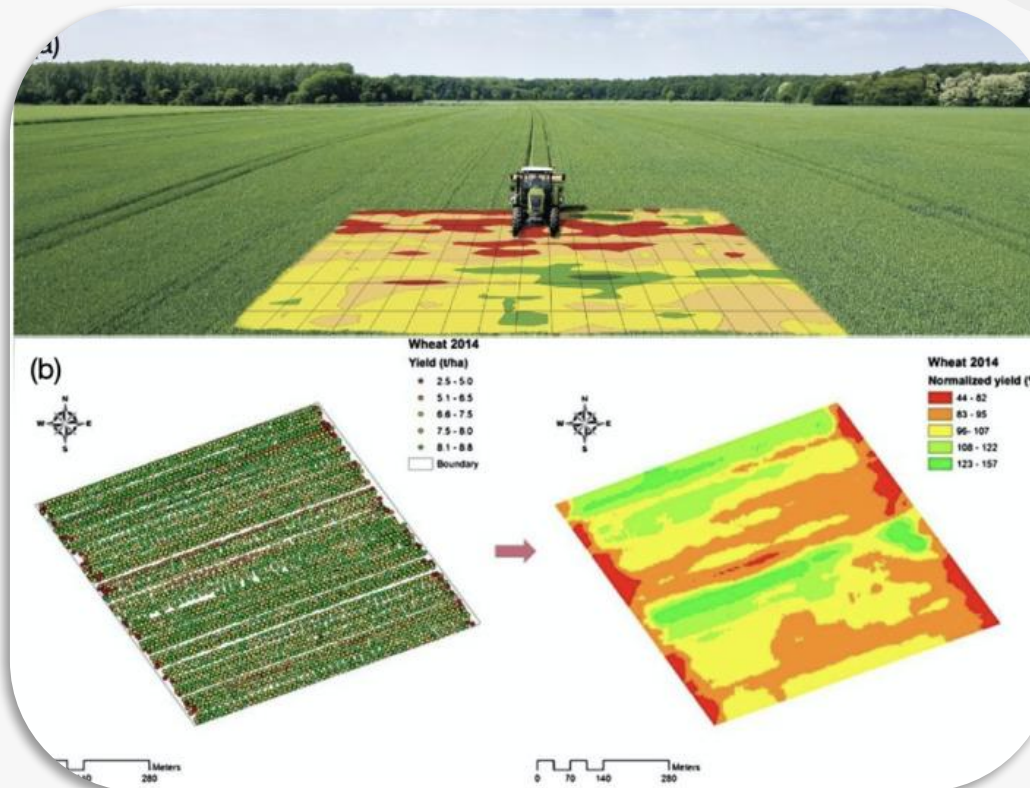 (b)
Wheat 2014
Yield (t/ha)
2.5 - 5.0
5.1 - 6.5
6.6 - 7.5
7.5 - 8.0
8.1 - 8.8
Boundary
N
W
E
S
Meters
280
Wheat 2014
Normalized yield
44 - 82
83 - 95
96 - 107
108 - 122
123 - 157
N
W
E
S
Meters
0 70 140 280